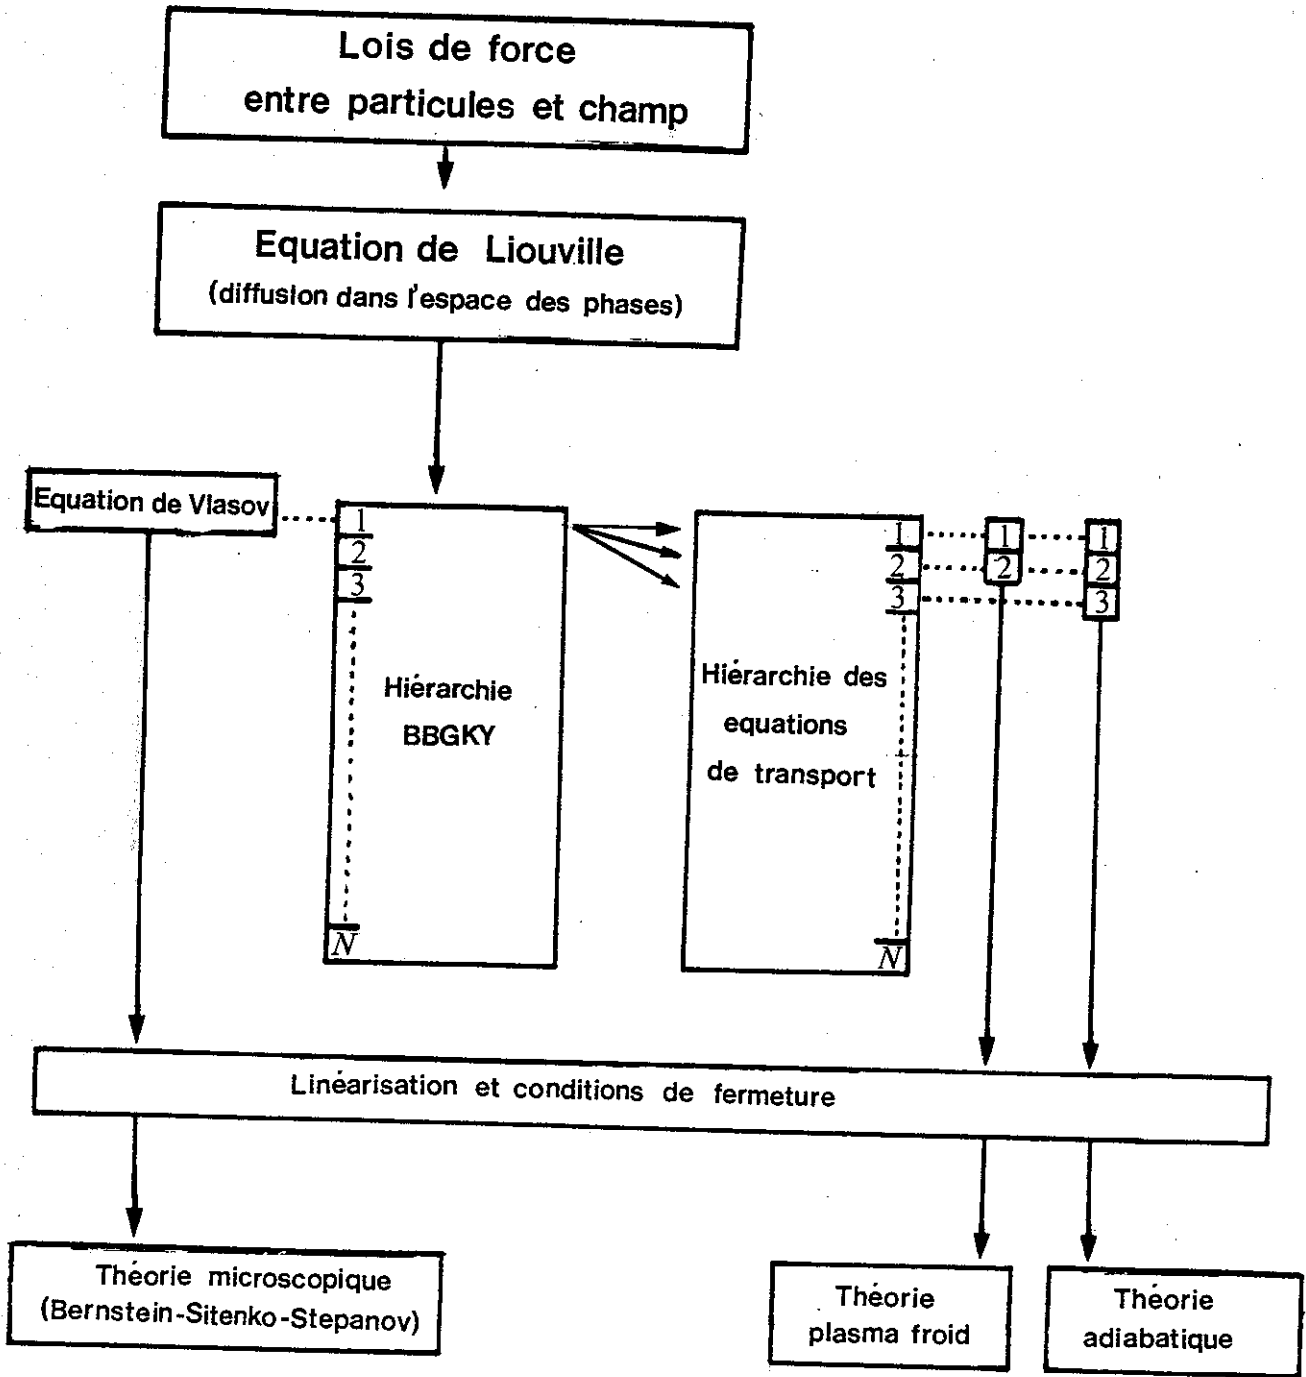 Lois de force
entre particules et champ
Equation de Liouville
(diffusion dans l'espace des phases)
Equation de Vlasov
1
2
3
N
Hiérarchie
BBGKY
1
2
3
N
Hiérarchie des
equations
de transport
1
2
1
2
3
Linéarisation et conditions de fermeture
Théorie microscopique
(Bernstein-Sitenko-Stepanov)
Théorie
plasma froid
Théorie
adiabatique